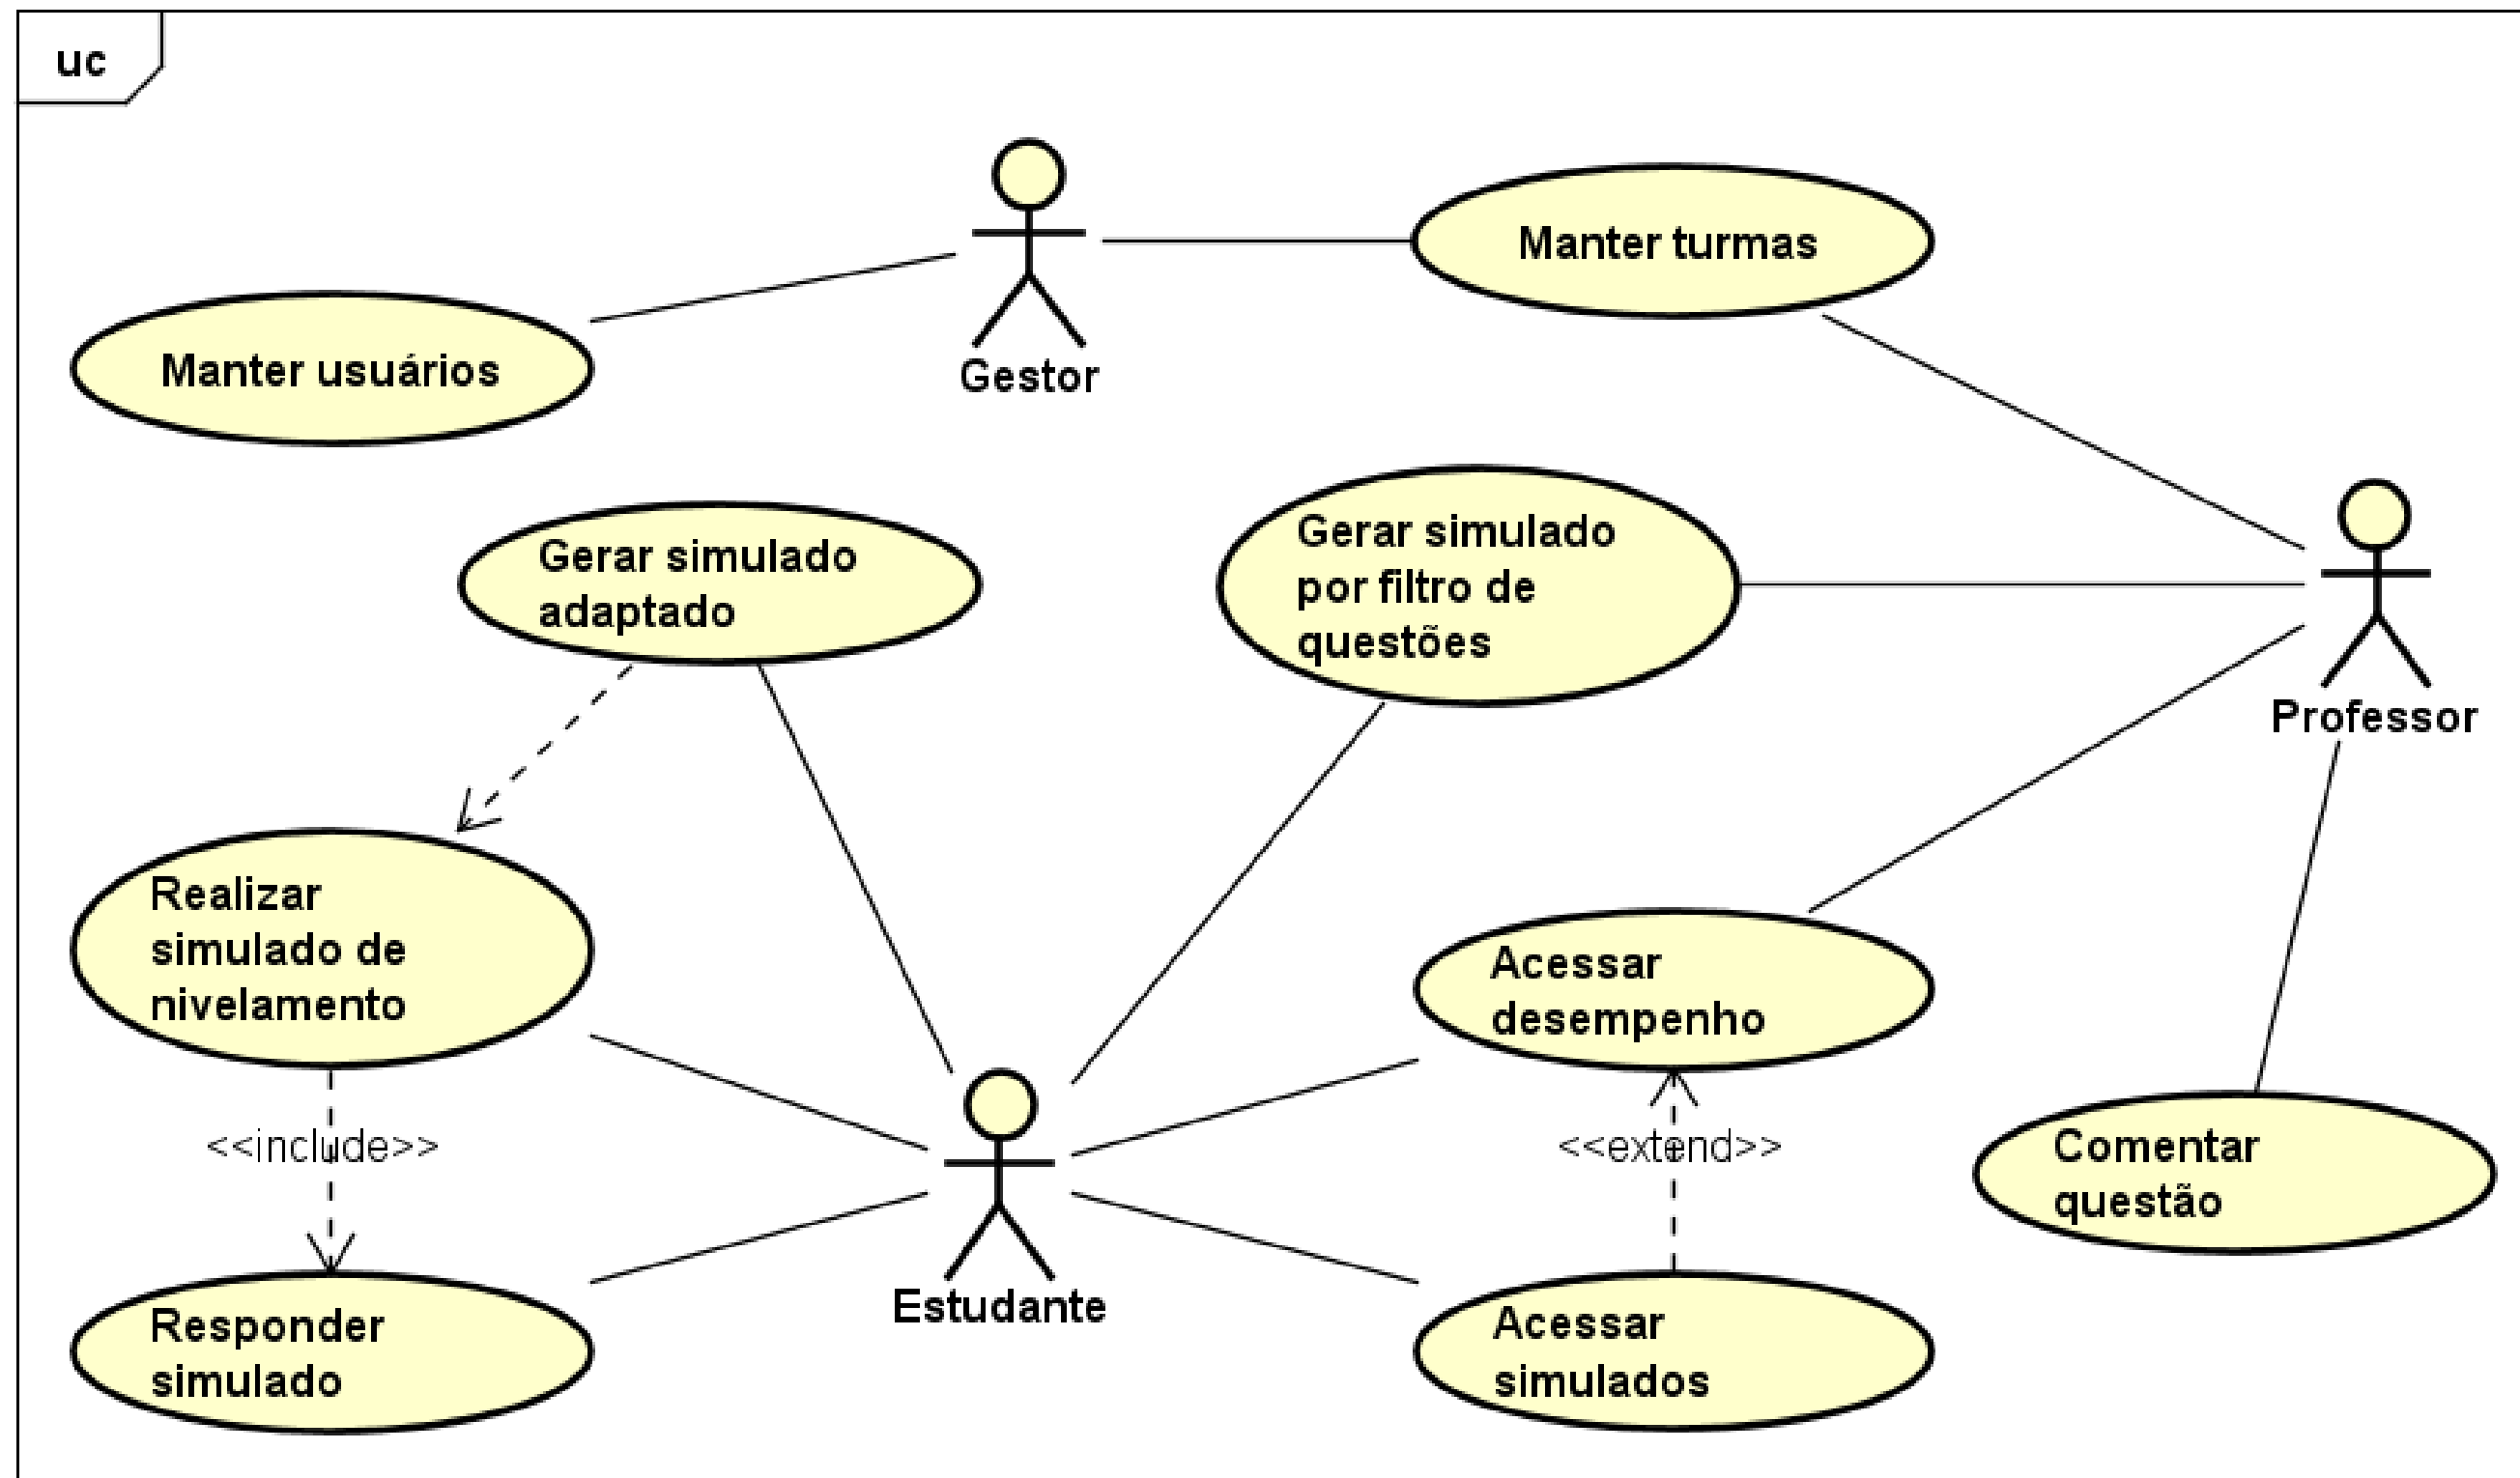 uc
Manter turmas
Manter usuários
Gestor
Gerar simulado
adaptado
Gerar simulado
por filtro de
questões
Professor
Realizar
simulado de
nivelamento
Acessar
desempenho
<<include>>
<<extend>>
Comentar
questão
Estudante
Responder
simulado
Acessar
simulados